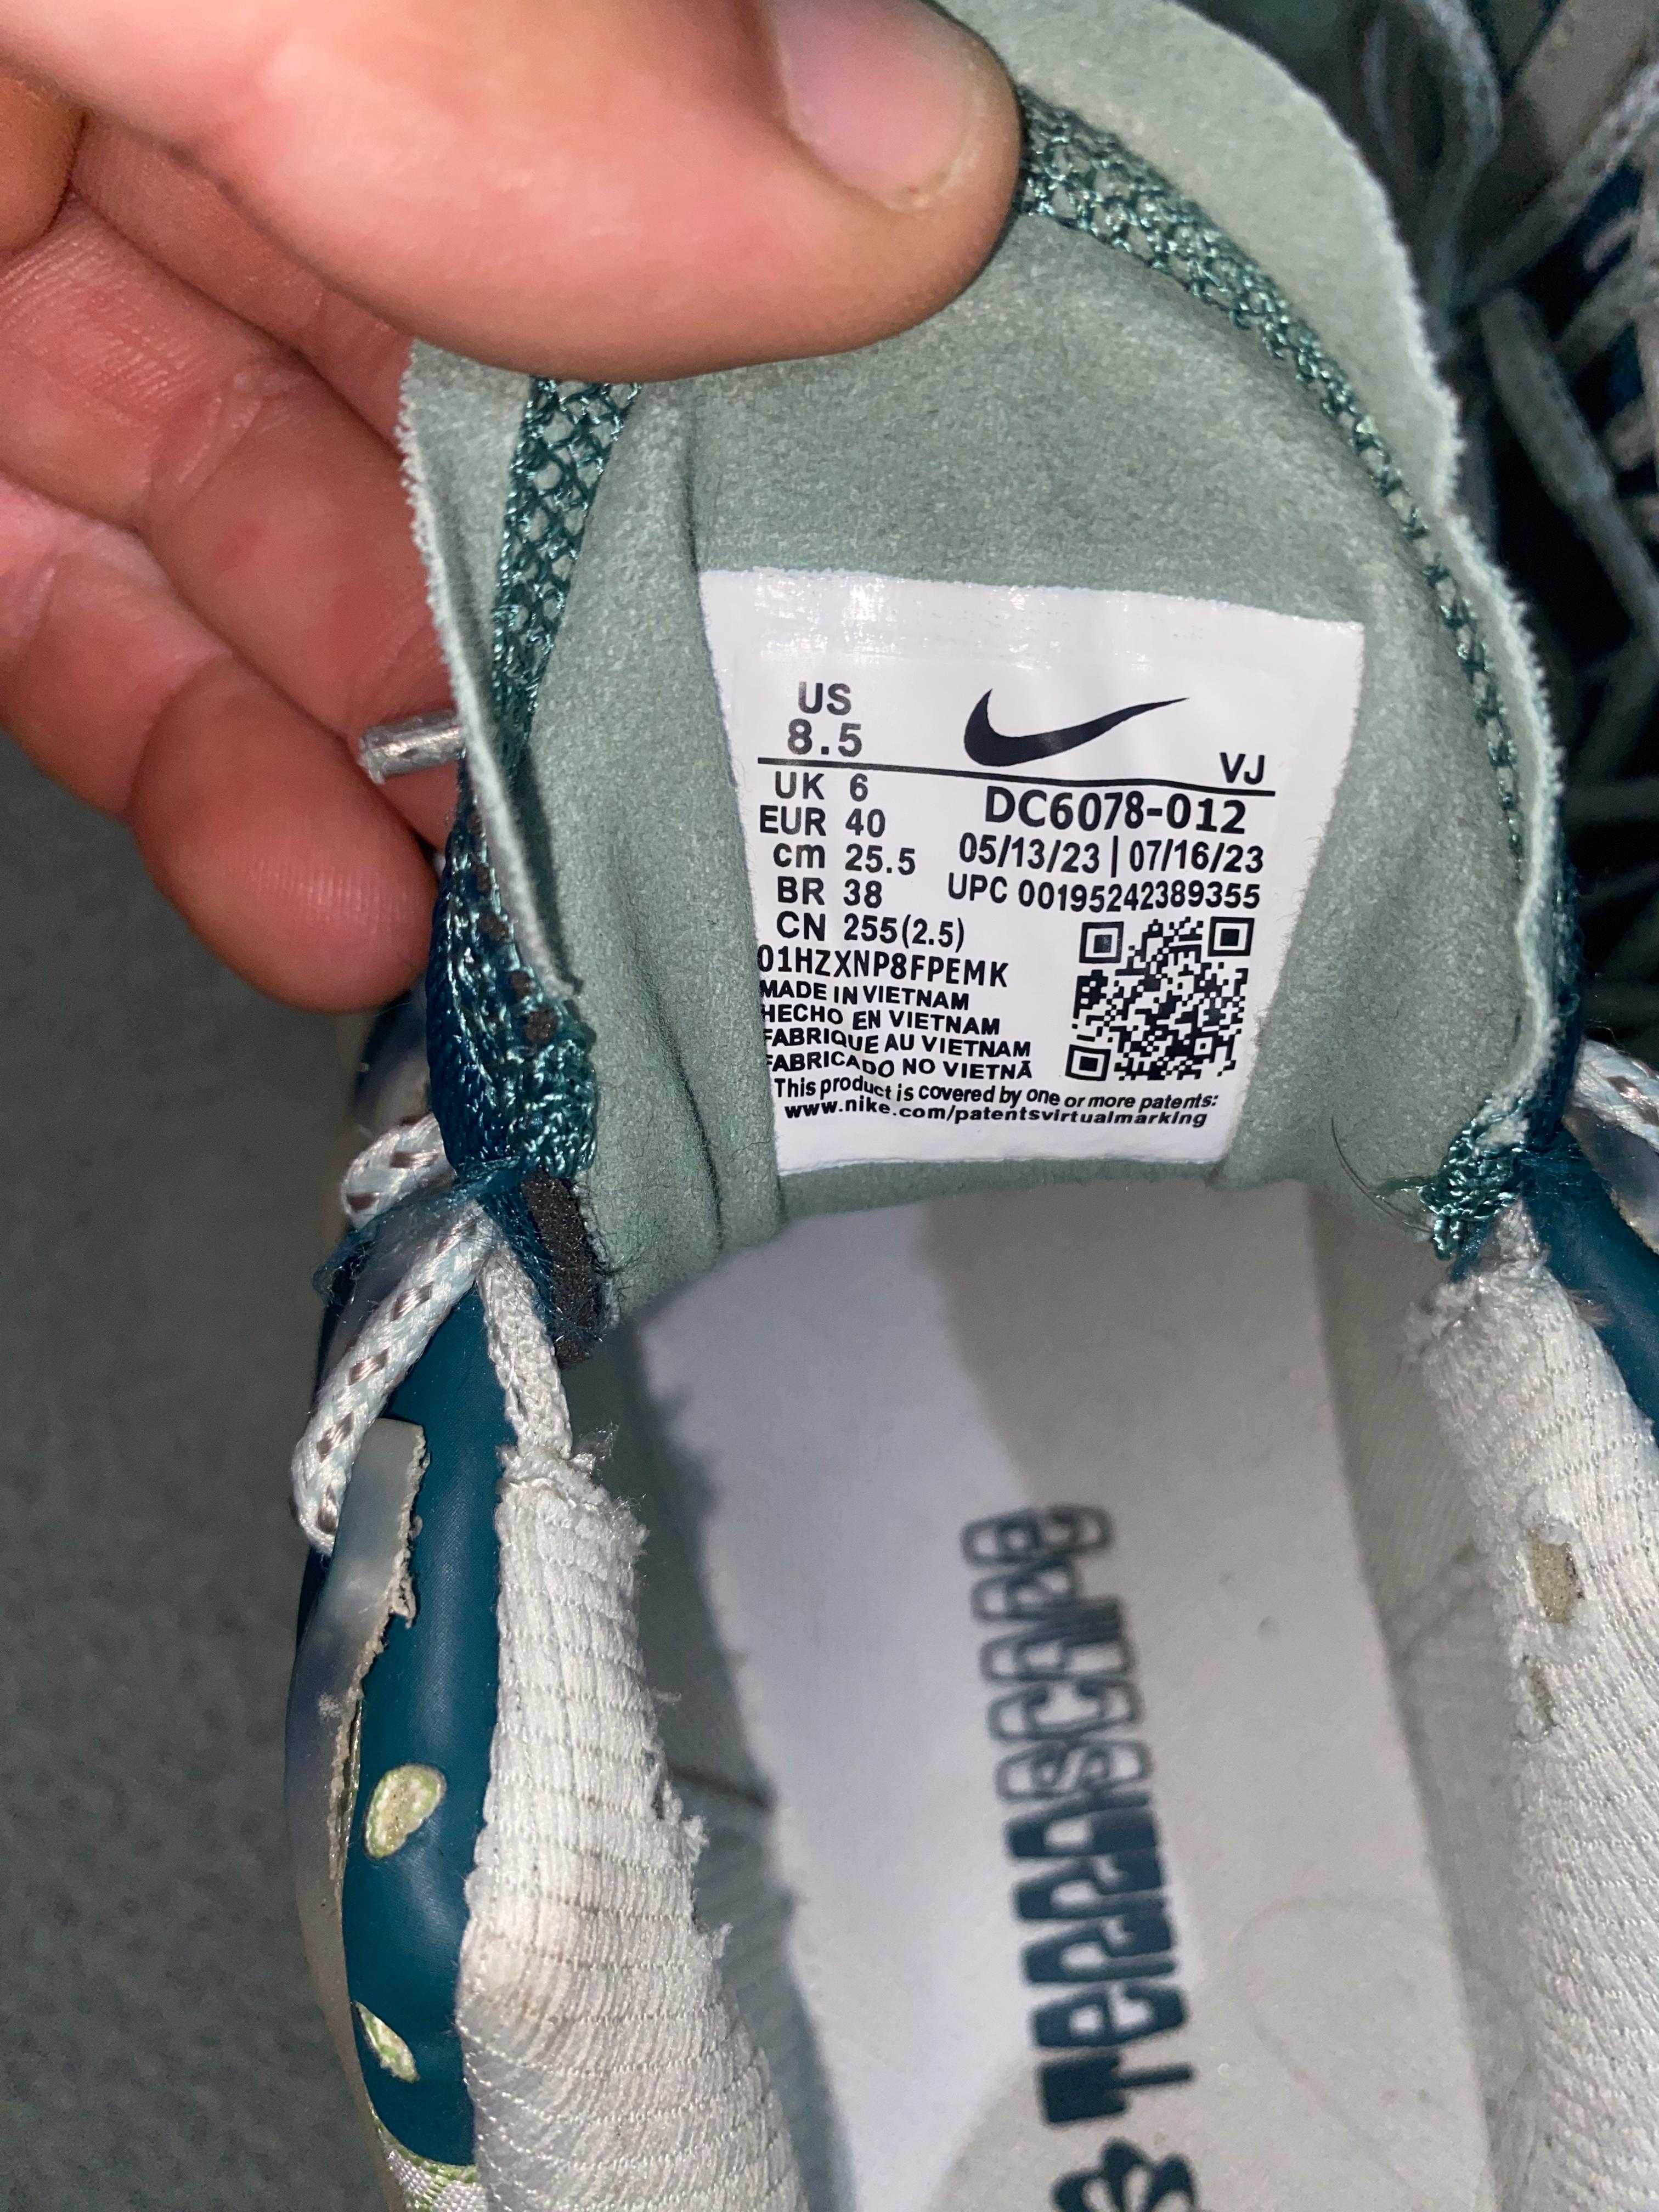 US
8.5
VJ
UK 6
DC6078-012
EUR 40
05/13/23 | 07/16/23
cm 25.5
UPC 00195242389355
BR 38
CN 255(2.5)
01HZXNP8FPEMK
MADE IN VIETNAM
HECHO EN VIETNAM
FABRIQUE AU VIETNAM
FABRICADO NO VIETNÃ
This product is covered by one or more patents:
www.nike.com/patentsvirtualmarking
TERRASCAPE